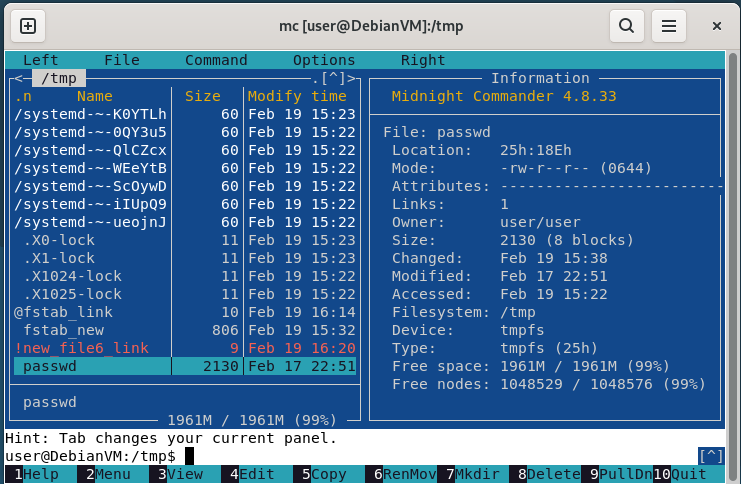 mc [user@DebianVM]:/tmp
Left File Command Options Right
<─ /tmp .[^]>
.n Name Size Modify time
/systemd-~-K0YTLh 60 Feb 19 15:23
/systemd-~-0QY3u5 60 Feb 19 15:22
/systemd-~-QlCZcx 60 Feb 19 15:22
/systemd-~-WEeYtB 60 Feb 19 15:22
/systemd-~-ScOywD 60 Feb 19 15:22
/systemd-~-iIUpQ9 60 Feb 19 15:22
/systemd-~-ueojnJ 60 Feb 19 15:22
.X0-lock 11 Feb 19 15:23
.X1-lock 11 Feb 19 15:23
.X1024-lock 11 Feb 19 15:22
.X1025-lock 11 Feb 19 15:22
@fstab_link 10 Feb 19 16:14
fstab_new 806 Feb 19 15:32
!new_file6_link 9 Feb 19 16:20
passwd 2130 Feb 17 22:51
passwd
1961M / 1961M (99%)
Information
Midnight Commander 4.8.33
File: passwd
Location: 25h:18Eh
Mode: -rw-r--r-- (0644)
Attributes: -------------------------
Links: 1
Owner: user/user
Size: 2130 (8 blocks)
Changed: Feb 19 15:38
Modified: Feb 17 22:51
Accessed: Feb 19 15:22
Filesystem: /tmp
Device: tmpfs
Type: tmpfs (25h)
Free space: 1961M / 1961M (99%)
Free nodes: 1048529 / 1048576 (99%)
Hint: Tab changes your current panel.
user@DebianVM:/tmp$ [^]
1Help 2Menu 3View 4Edit 5Copy 6RenMov 7Mkdir 8Delete 9PullDn 10Quit